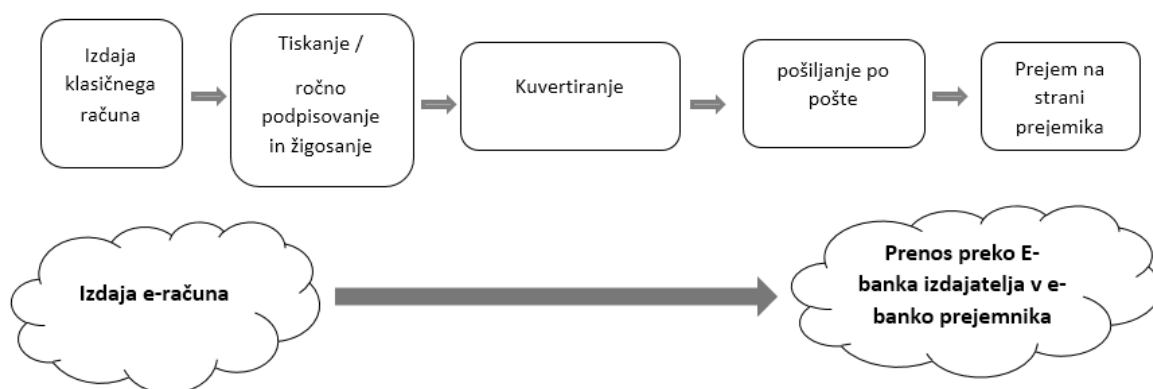 Izdaja
klasičnega
računa
Tiskanje /
ročno
podpisovanje
in žigosanje
Kuvertiranje
pošiljanje po
pošte
Prejem na
strani
prejemika
Izdaja e-računa
Prenos preko E-
banka izdajatelja v e-
banko prejemnika